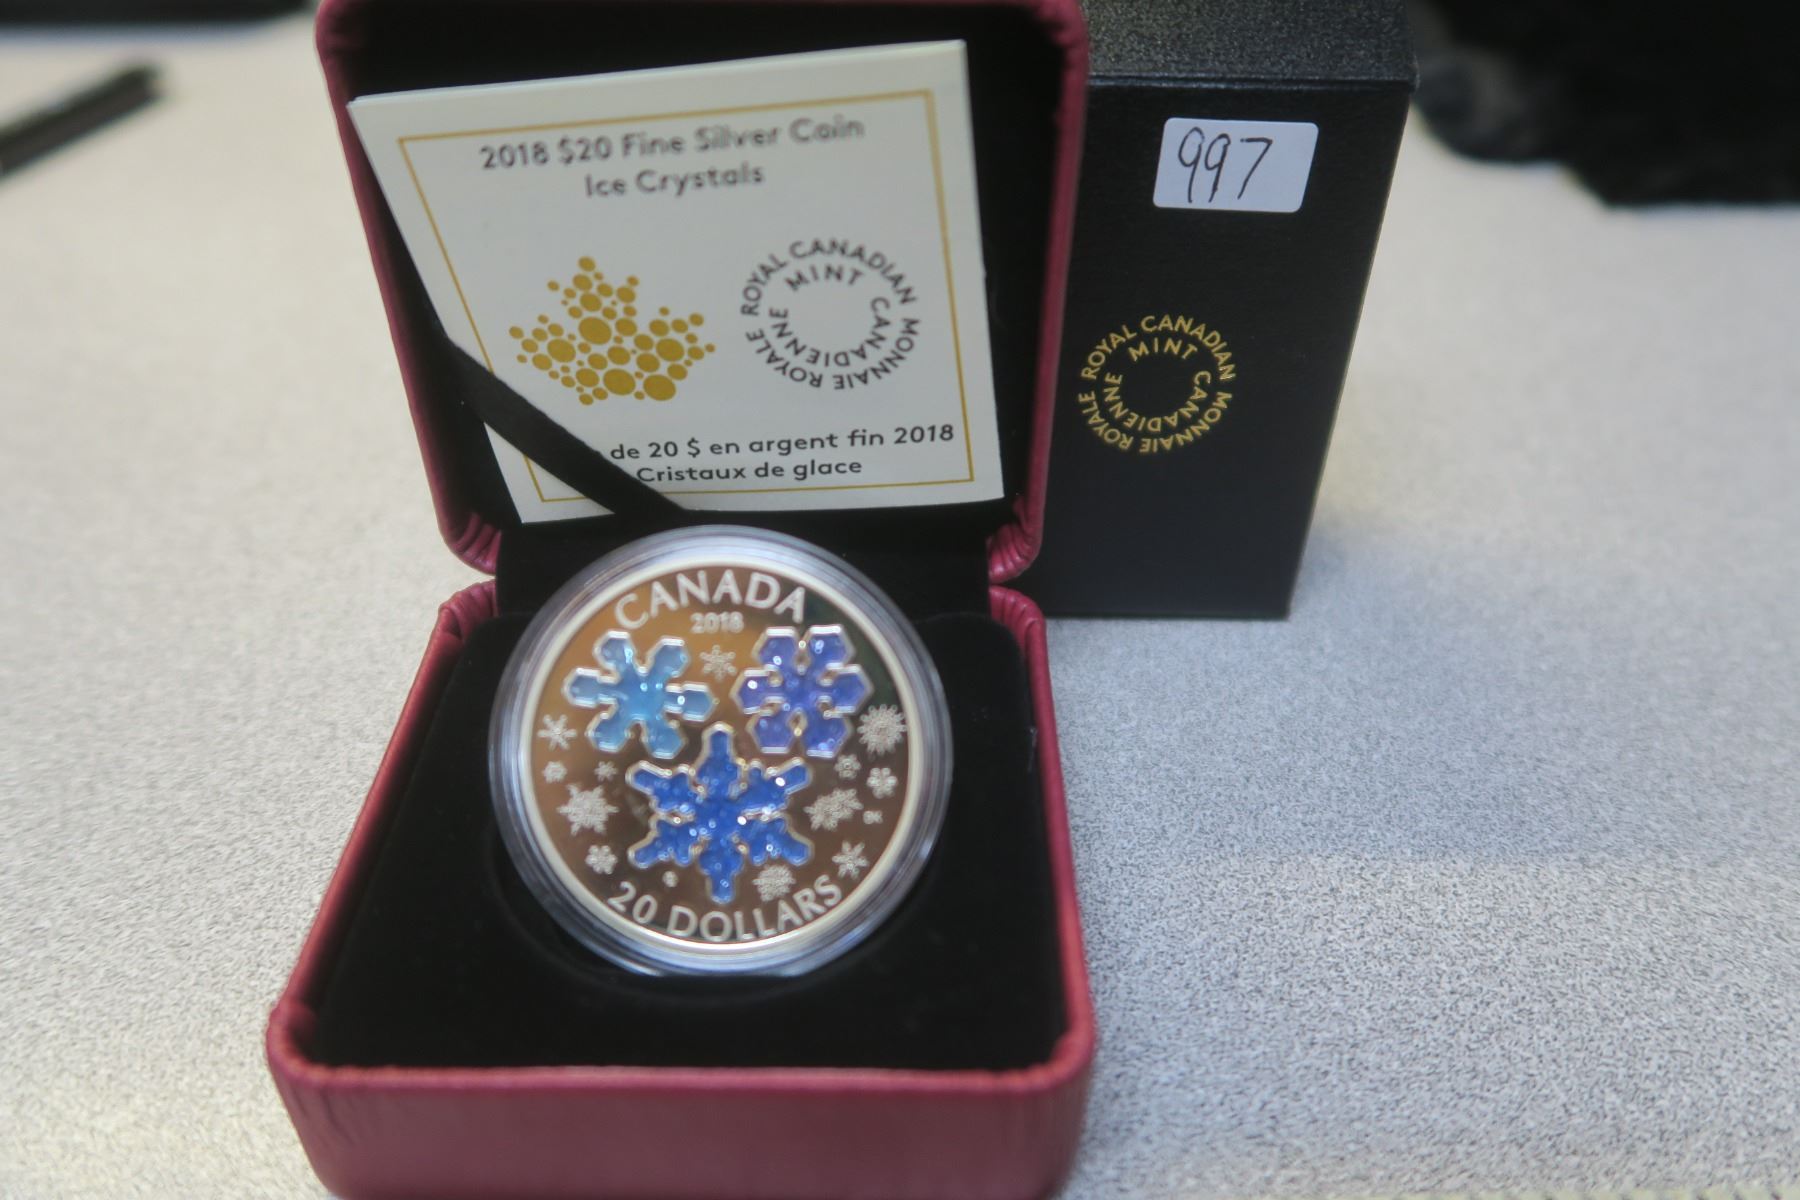 2018 $20 Fine Silver Coin
Ice Crystals
ROYAL CANADIAN MINT
MONNAIE ROYALE CANADIENNE
de 20 $ en argent fin 2018
Cristaux de glace
997
ROYAL CANADIAN MINT
MONNAIE ROYALE CANADIENNE
CANADA
2018
20 DOLLARS